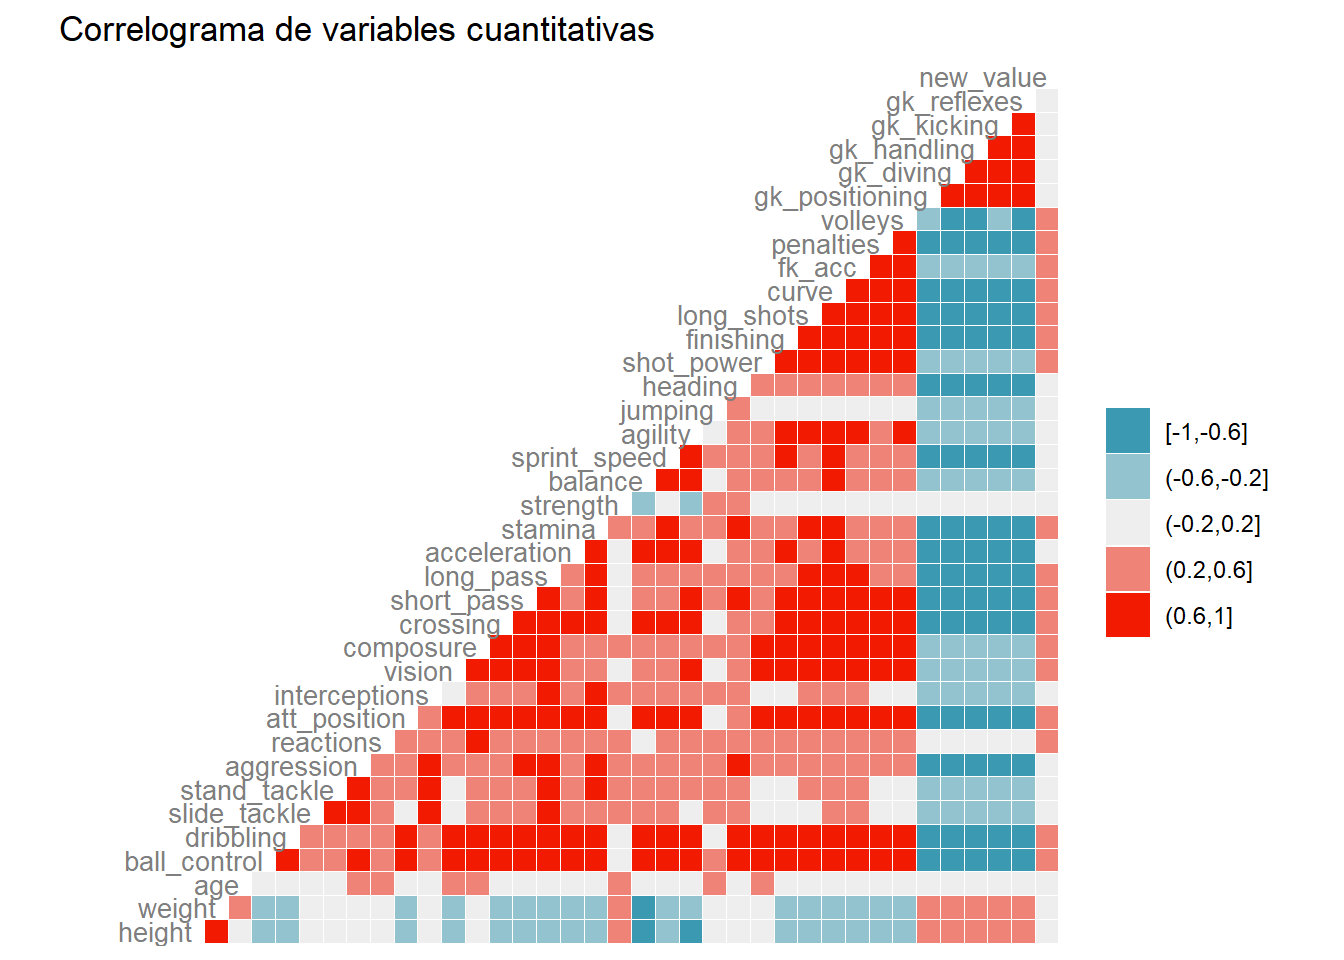 Correlograma de variables cuantitativas
new_value
gk_reflexes
gk_kicking
gk_handling
gk_diving
gk_positioning
volleys
penalties
fk_acc
curve
long_shots
finishing
shot_power
heading
jumping
agility
sprint_speed
balance
strength
stamina
acceleration
long_pass
short_pass
crossing
composure
vision
interceptions
att_position
reactions
aggression
stand_tackle
slide_tackle
dribbling
ball_control
age
weight
height
[-1,-0.6]
(-0.6,-0.2]
(-0.2,0.2]
(0.2,0.6]
(0.6,1]